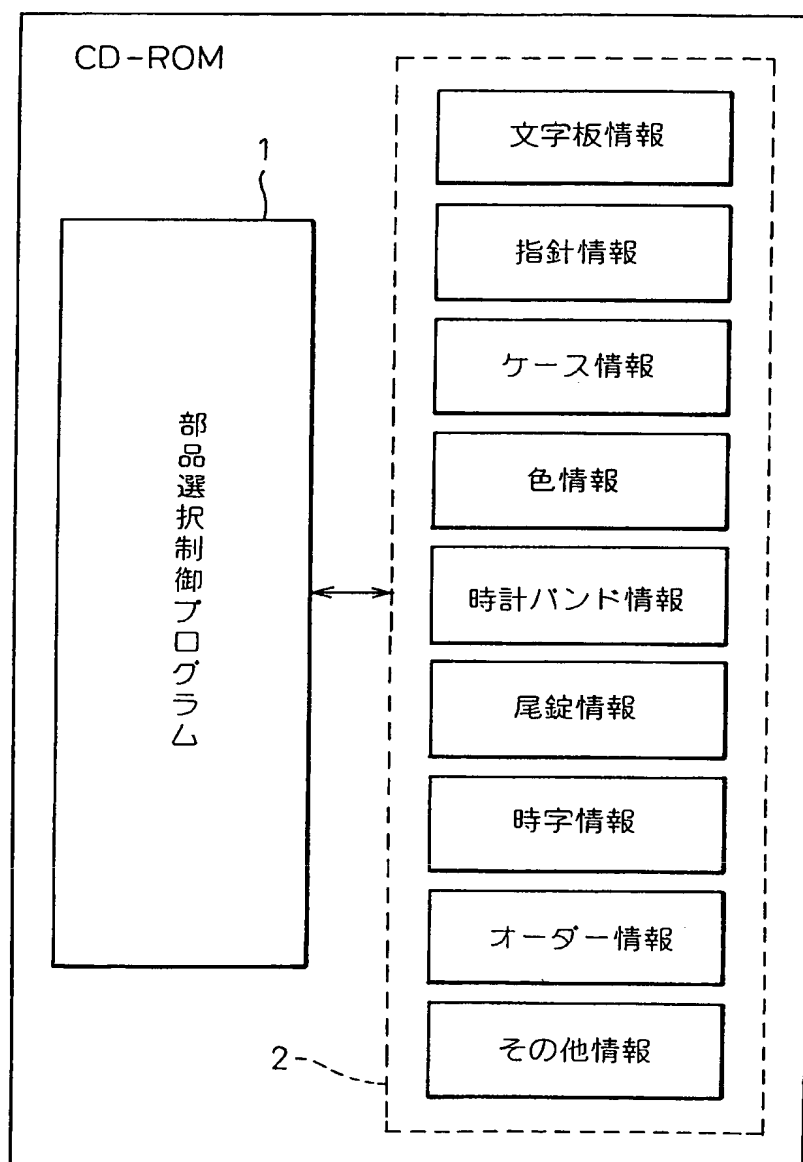 CD-ROM
1
部品選択制御プログラム
文字板情報
指針情報
ケース情報
色情報
時計バンド情報
尾錠情報
時字情報
オーダー情報
その他情報
2